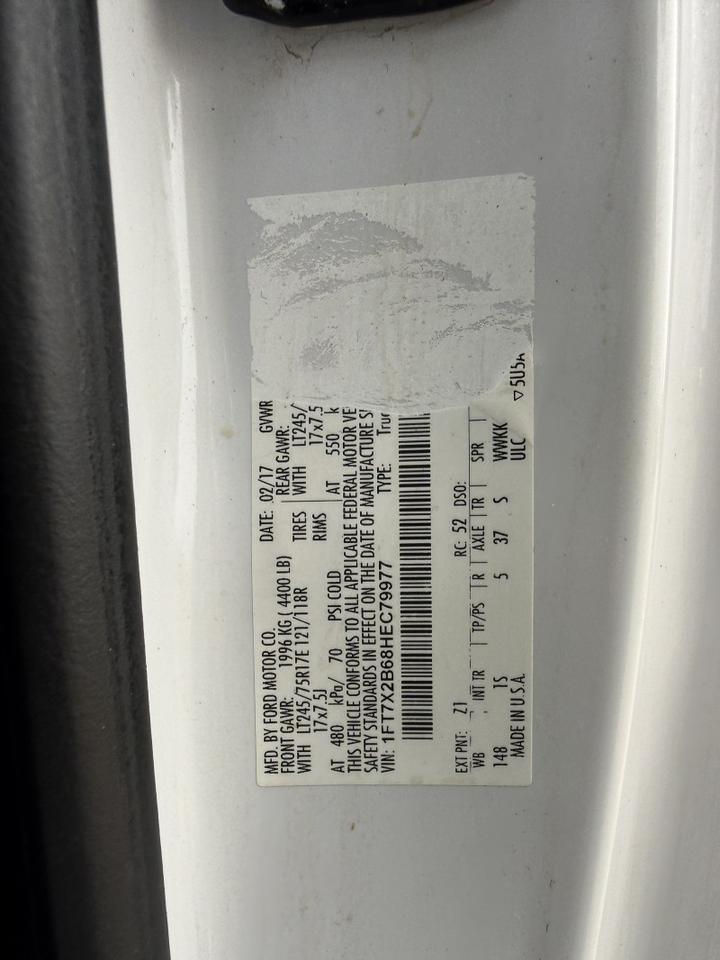 MFD. BY FORD MOTOR CO. DATE: 02/17 GVWR
FRONT GAWR: 1996 KG ( 4400 LB) REAR GAWR:
WITH LT245/75R17E 121/118R TIRES WITH LT245/
17x7.5J RIMS 17x7.5
AT 480 kPa/ 70 PSI COLD AT 550 k
THIS VEHICLE CONFORMS TO ALL APPLICABLE FEDERAL MOTOR VE
SAFETY STANDARDS IN EFFECT ON THE DATE OF MANUFACTURE S
VIN: 1FT7X2B68HEC79977 TYPE: Truc
EXT PNT: Z1 RC: 52 DSO:
WB INT TR TP/PS R AXLE TR SPR
148 1S 5 37 S WWKK
MADE IN U.S.A. ULC
▽ 5U5A